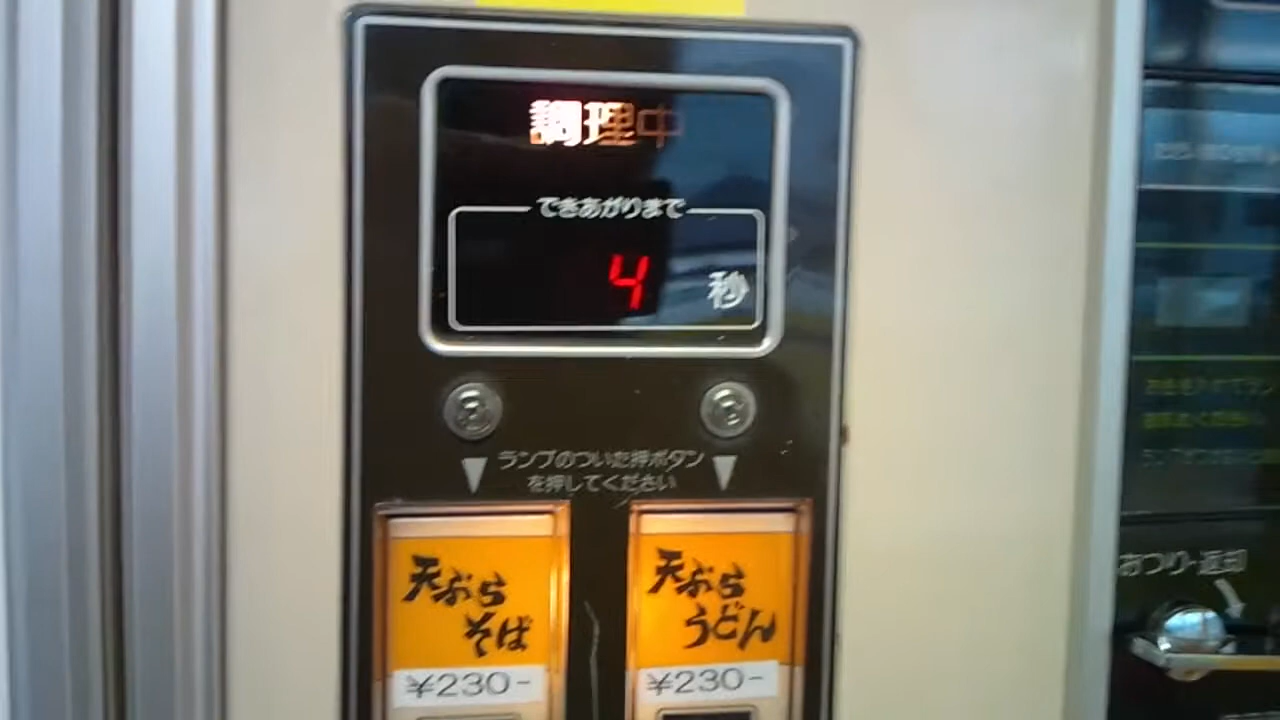 調理中
できあがりまで
4 秒
ランプのついた押ボタン
を押してください
天ぷら
そば
¥230-
天ぷら
うどん
¥230-
おつり・返却